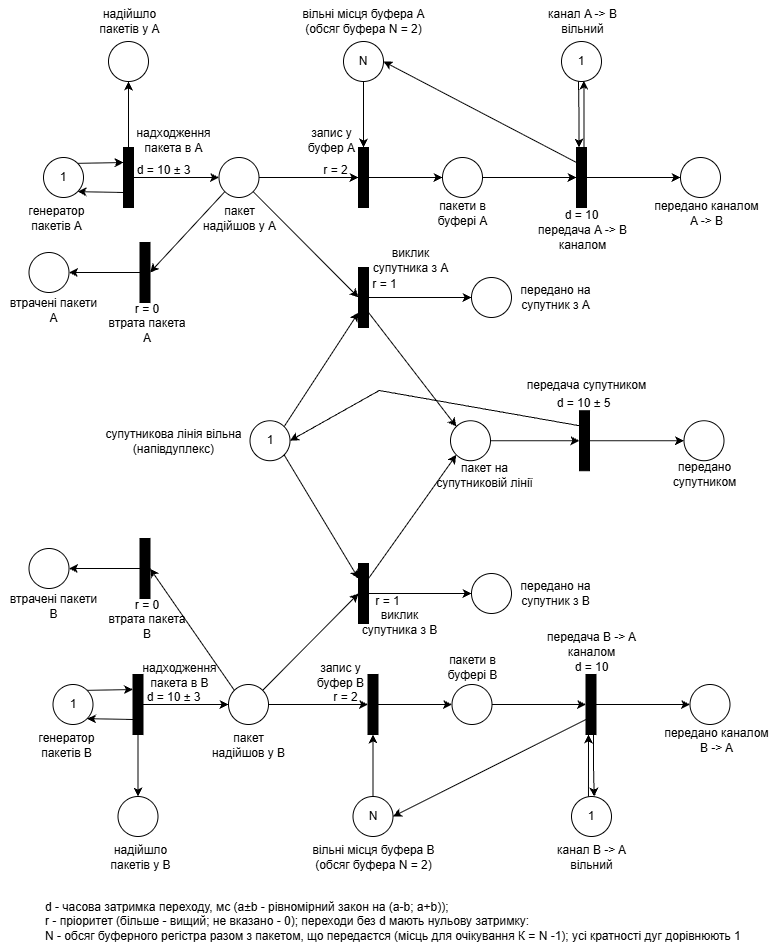 надійшло
пакетів у А
вільні місця буфера А
(обсяг буфера N = 2)
канал А -> В
вільний
N
1
надходження
пакета в А
d = 10 ± 3
запис у
буфер А
r = 2
1
генератор
пакетів А
пакет
надійшов у А
пакети в
буфері А
d = 10
передача А -> В
каналом
передано каналом
А -> В
виклик
супутника з А
r = 1
передано на
супутник з А
втрачені пакети
А
r = 0
втрата пакета
А
передача супутником
d = 10 ± 5
супутникова лінія вільна
(напівдуплекс)
1
пакет на
супутниковій лінії
передано
супутником
втрачені пакети
В
r = 0
втрата пакета
В
r = 1
виклик
супутника з В
передано на
супутник з В
передача В -> А
каналом
d = 10
надходження
пакета в В
d = 10 ± 3
запис у
буфер В
r = 2
пакети в
буфері В
1
генератор
пакетів В
пакет
надійшов у В
передано каналом
В -> А
N
1
надійшло
пакетів у В
вільні місця буфера В
(обсяг буфера N = 2)
канал В -> А
вільний
d - часова затримка переходу, мс (a±b - рівномірний закон на (a-b; a+b));
r - пріоритет (більше - вищий; не вказано - 0); переходи без d мають нульову затримку:
N - обсяг буферного регістра разом з пакетом, що передається (місць для очікування К = N -1); усі кратності дуг дорівнюють 1